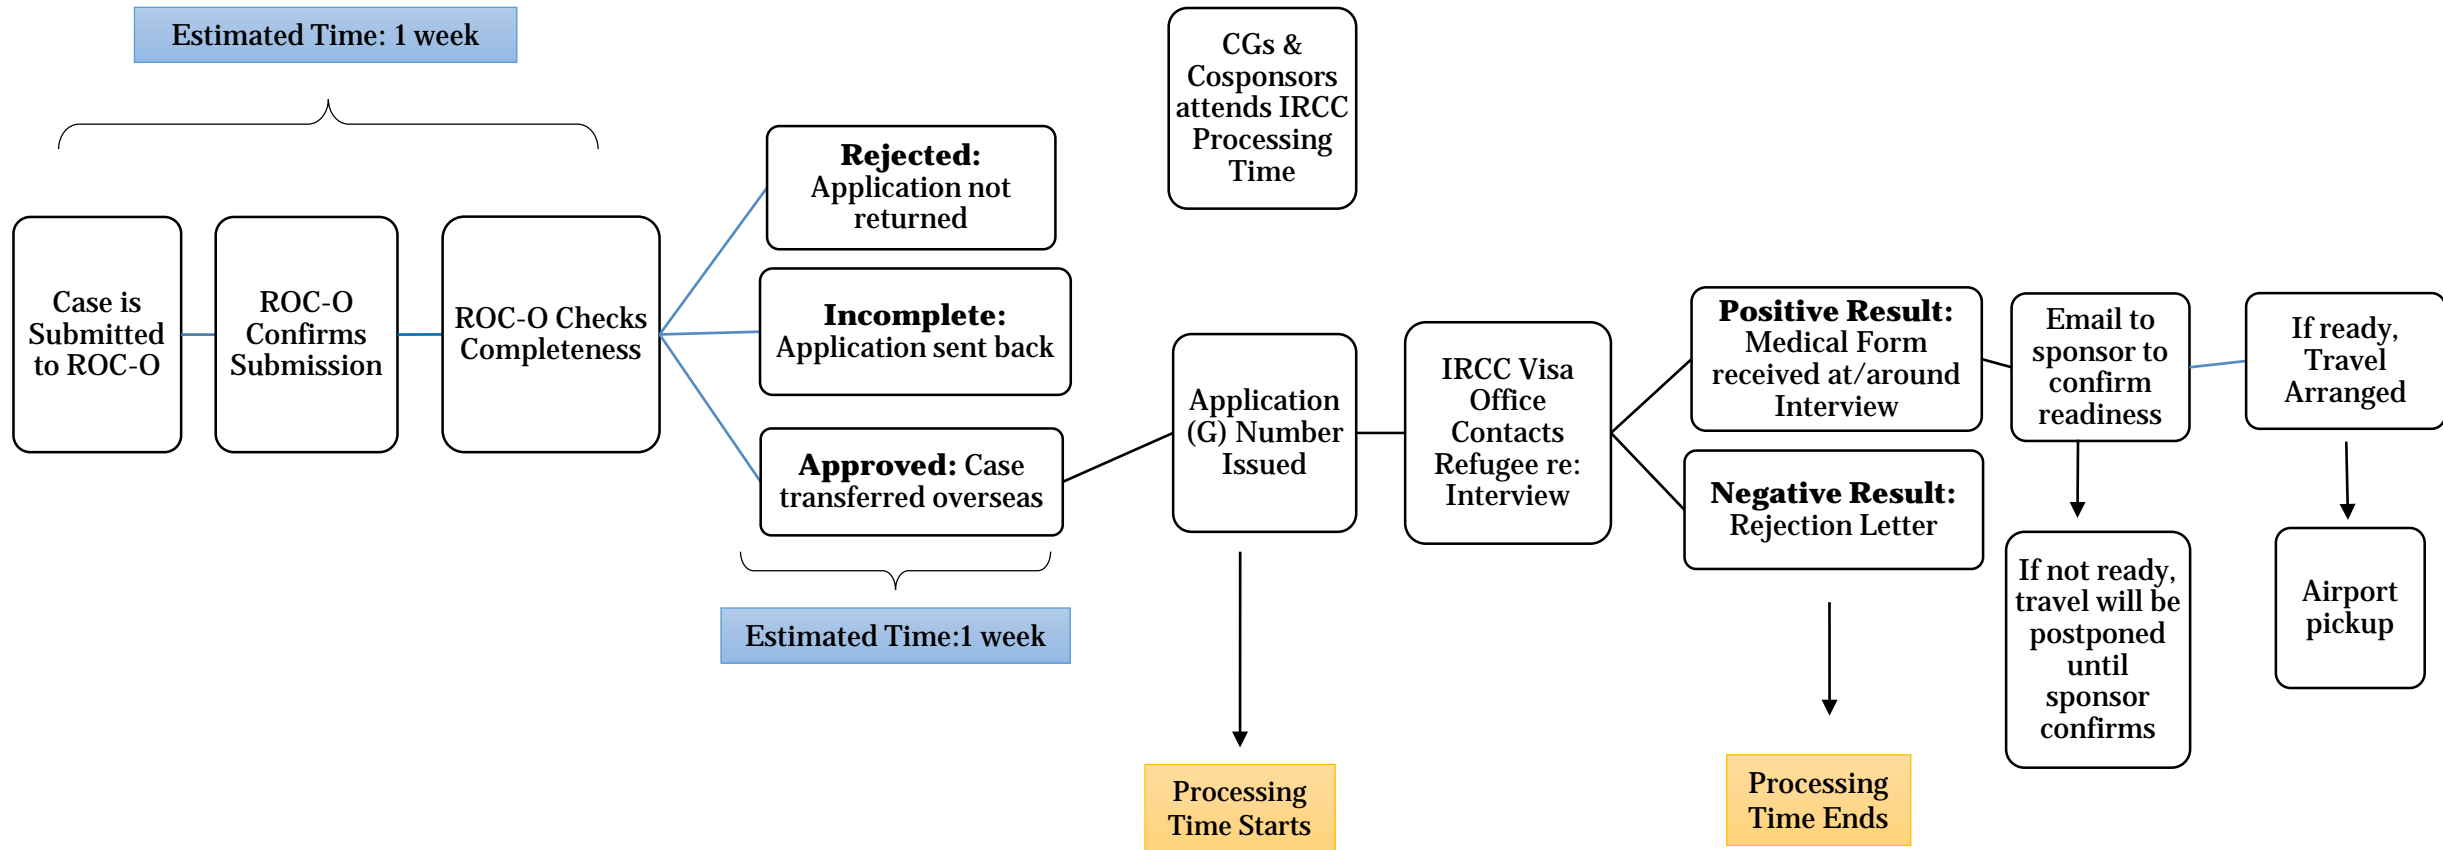 Estimated Time: 1 week
CGs &
Cosponsors
attends IRCC
Processing
Time
Case is
Submitted
to ROC-O
ROC-O
Confirms
Submission
ROC-O Checks
Completeness
Rejected:
Application not
returned
Incomplete:
Application sent back
Approved: Case
transferred overseas
Estimated Time:1 week
Application
(G) Number
Issued
Processing
Time Starts
IRCC Visa
Office
Contacts
Refugee re:
Interview
Positive Result:
Medical Form
received at/around
Interview
Negative Result:
Rejection Letter
Processing
Time Ends
Email to
sponsor to
confirm
readiness
If not ready,
travel will be
postponed
until
sponsor
confirms
If ready,
Travel
Arranged
Airport
pickup